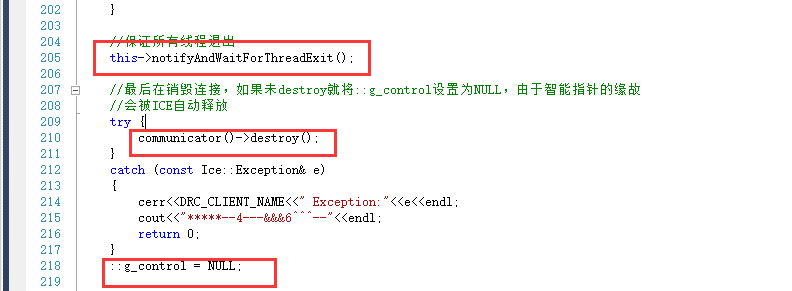 202 }
203
204 //保证所有线程退出
205 this->notifyAndWaitForThreadExit();
206
207 //最后在销毁连接，如果未destroy就将::g_control设置为NULL，由于智能指针的缘故
208 //会被ICE自动释放
209 try {
210 communicator()->destroy();
211 }
212 catch (const Ice::Exception& e)
213 {
214 cerr<<DRC_CLIENT_NAME<<" Exception:"<<e<<endl;
215 cout<<"*****--4---&&&6^^^--"<<endl;
216 return 0;
217 }
218 ::g_control = NULL;
219